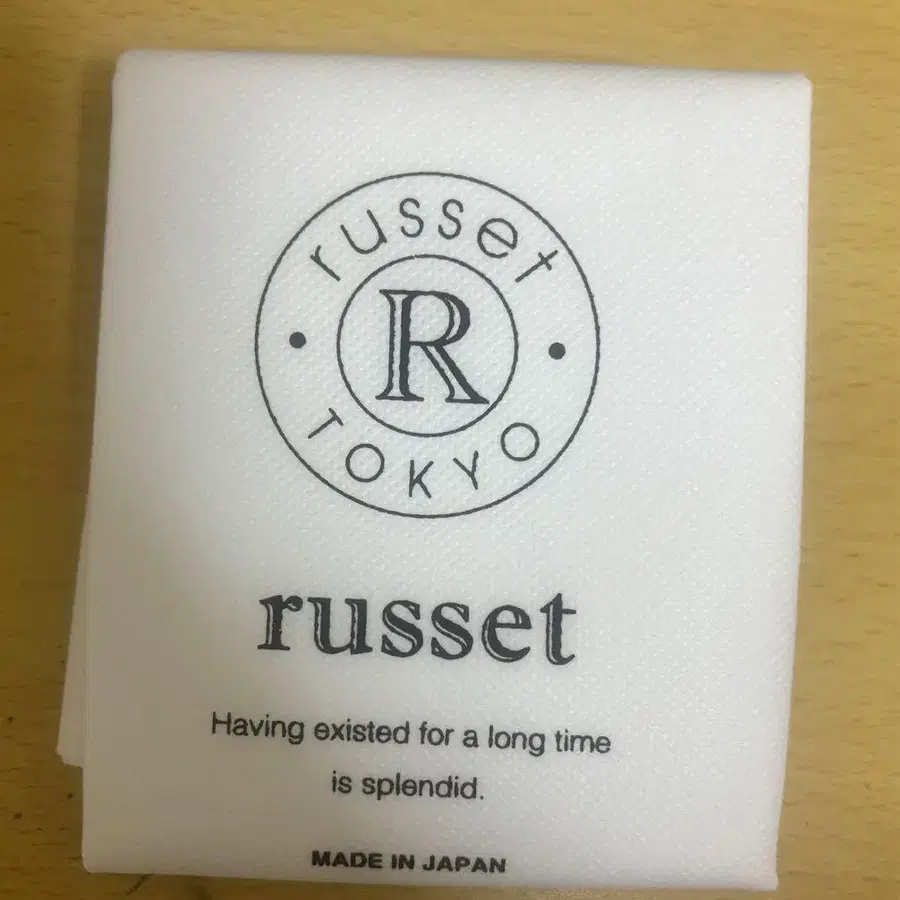 russet
R
TOKYO
russet
Having existed for a long time
is splendid.
MADE IN JAPAN